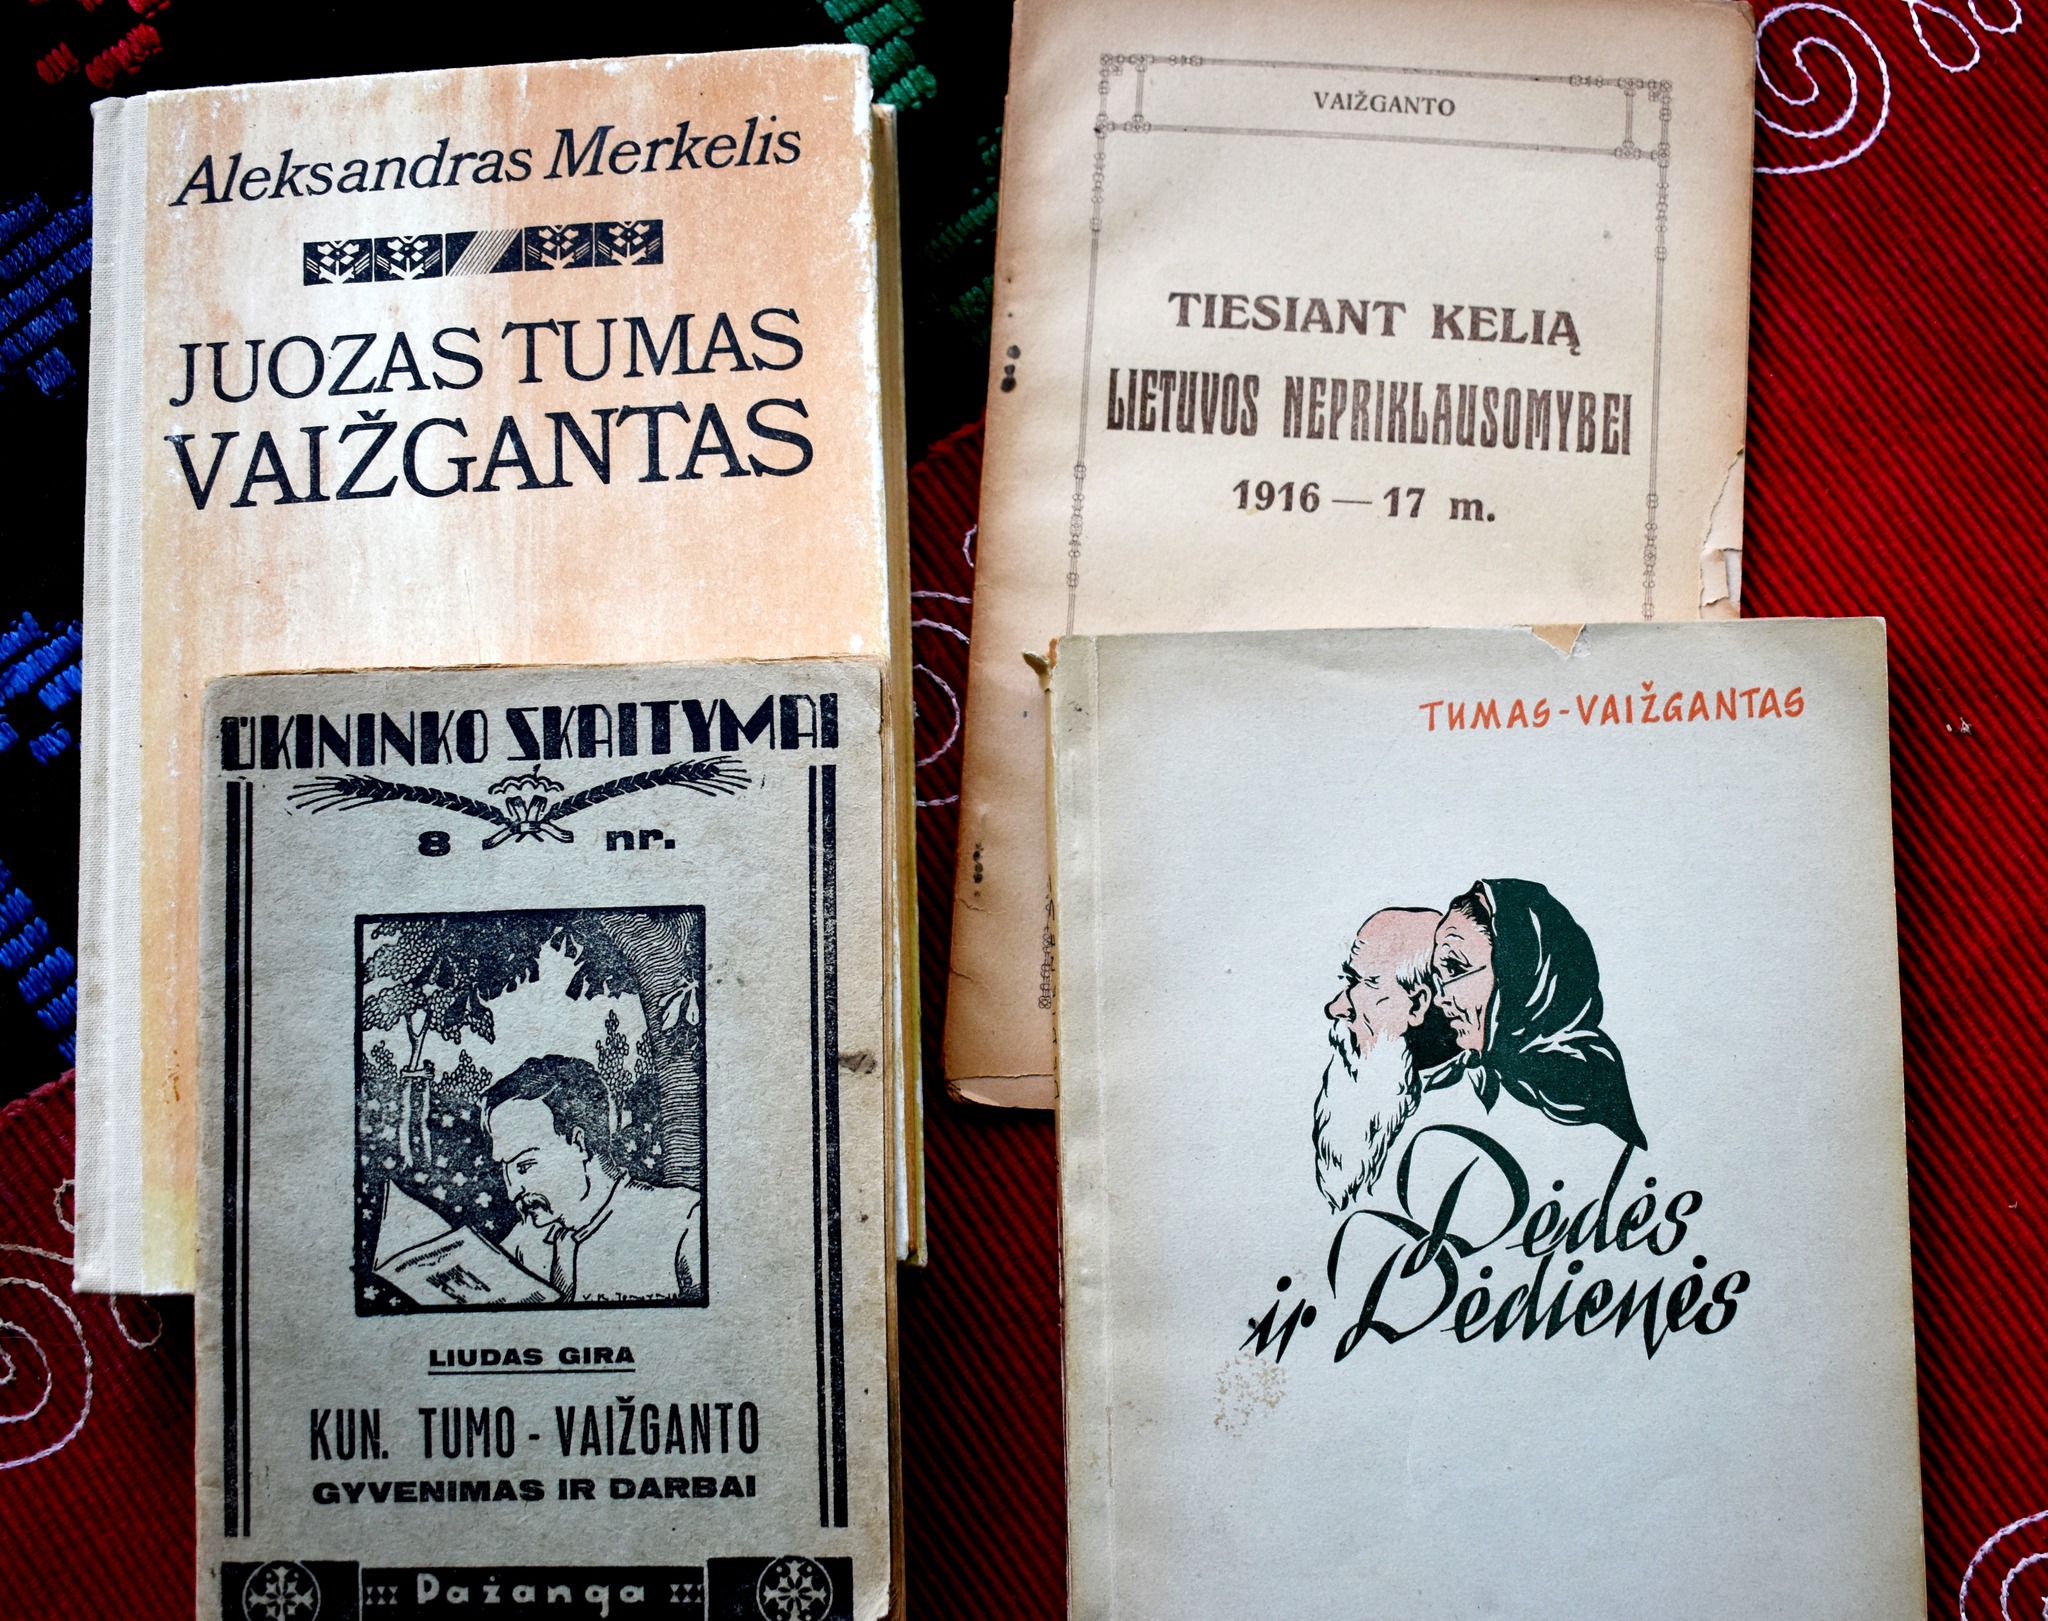 Aleksandras Merkelis
JUOZAS TUMAS
VAIŽGANTAS
VAIŽGANTO
TIESIANT KELIĄ
LIETUVOS NEPRIKLAUSOMYBEI
1916 — 17 m.
ŪKININKO SKAITYMAI
8 nr.
LIUDAS GIRA
KUN. TUMO - VAIŽGANTO
GYVENIMAS IR DARBAI
Pažanga
TUMAS-VAIŽGANTAS
Dėdės
ir Dėdienės